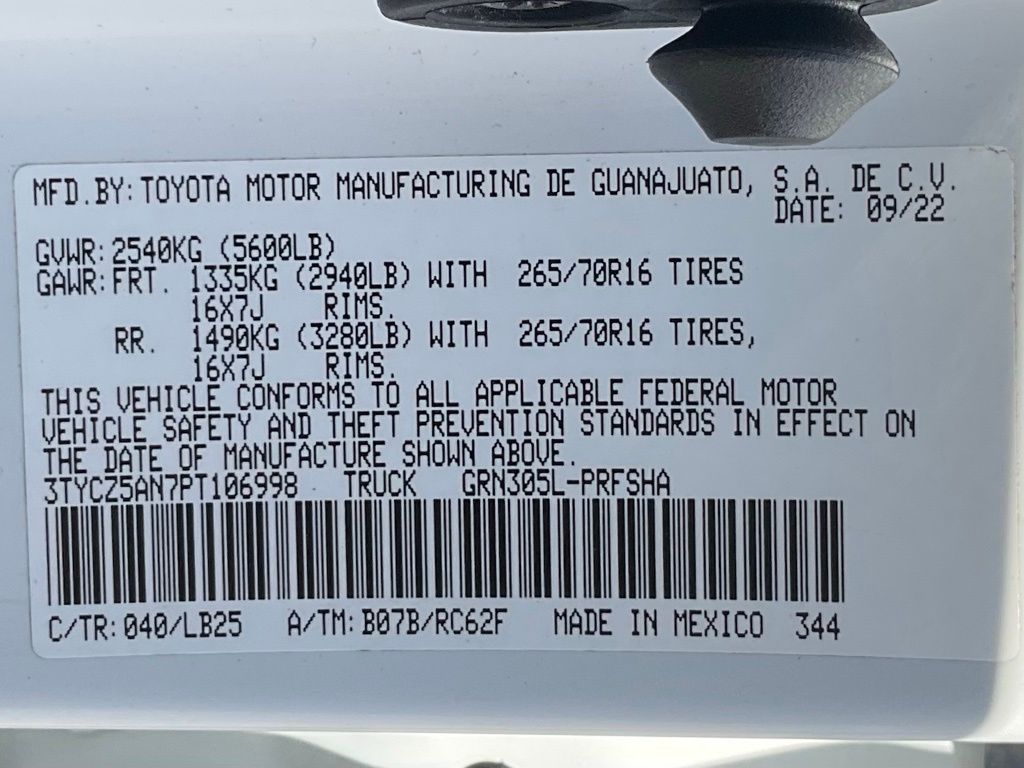 MFD.BY: TOYOTA MOTOR MANUFACTURING DE GUANAJUATO, S.A. DE C.V.
DATE: 09/22
GVWR: 2540KG (5600LB)
GAWR: FRT. 1335KG (2940LB) WITH 265/70R16 TIRES
16X7J RIMS.
RR. 1490KG (3280LB) WITH 265/70R16 TIRES,
16X7J RIMS.
THIS VEHICLE CONFORMS TO ALL APPLICABLE FEDERAL MOTOR
VEHICLE SAFETY AND THEFT PREVENTION STANDARDS IN EFFECT ON
THE DATE OF MANUFACTURE SHOWN ABOVE.
3TYCZ5AN7PT106998 TRUCK GRN305L-PRFSHA
C/TR: 040/LB25 A/TM: B07B/RC62F MADE IN MEXICO 344